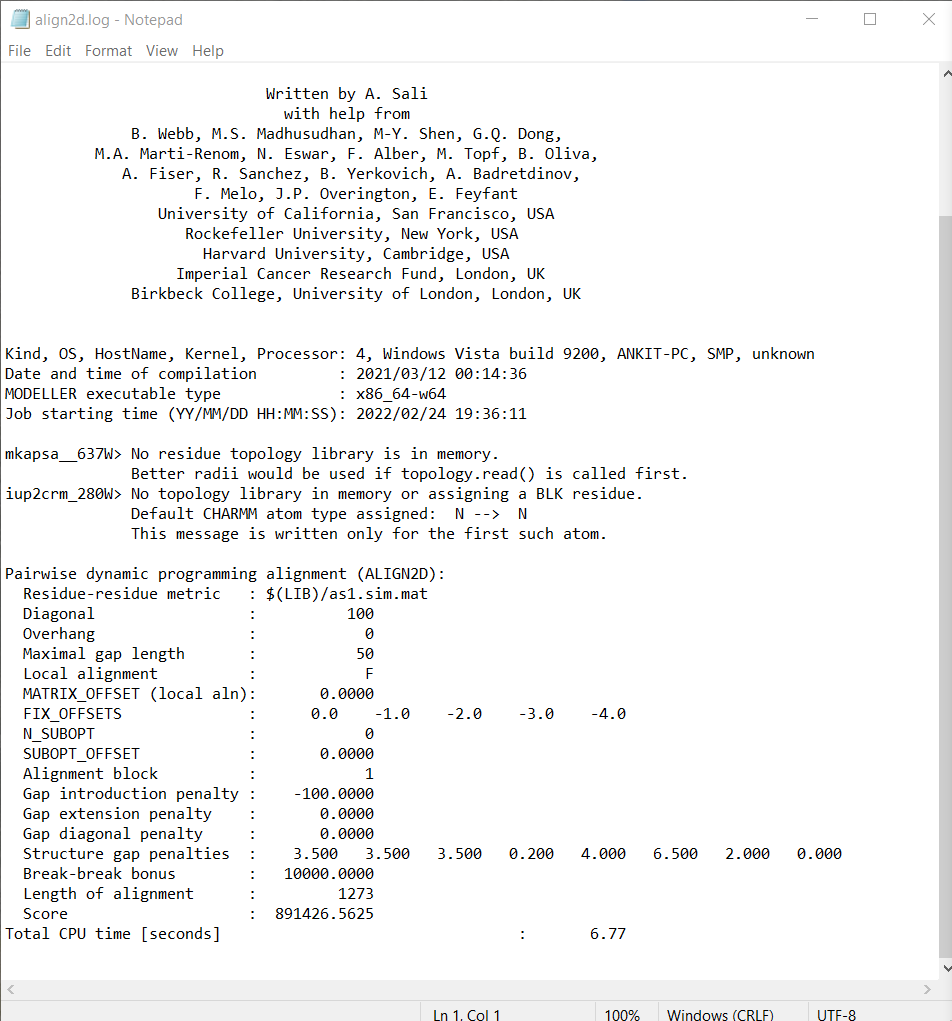 align2d.log - Notepad
File Edit Format View Help
Written by A. Sali
with help from
B. Webb, M.S. Madhusudhan, M-Y. Shen, G.Q. Dong,
M.A. Marti-Renom, N. Eswar, F. Alber, M. Topf, B. Oliva,
A. Fiser, R. Sanchez, B. Yerkovich, A. Badretdinov,
F. Melo, J.P. Overington, E. Feyfant
University of California, San Francisco, USA
Rockefeller University, New York, USA
Harvard University, Cambridge, USA
Imperial Cancer Research Fund, London, UK
Birkbeck College, University of London, London, UK
Kind, OS, HostName, Kernel, Processor: 4, Windows Vista build 9200, ANKIT-PC, SMP, unknown
Date and time of compilation : 2021/03/12 00:14:36
MODELLER executable type : x86_64-w64
Job starting time (YY/MM/DD HH:MM:SS): 2022/02/24 19:36:11
mkapsa__637W> No residue topology library is in memory.
Better radii would be used if topology.read() is called first.
iup2crm_280W> No topology library in memory or assigning a BLK residue.
Default CHARMM atom type assigned: N --> N
This message is written only for the first such atom.
Pairwise dynamic programming alignment (ALIGN2D):
Residue-residue metric : $(LIB)/as1.sim.mat
Diagonal : 100
Overhang : 0
Maximal gap length : 50
Local alignment : F
MATRIX_OFFSET (local aln): 0.0000
FIX_OFFSETS : 0.0 -1.0 -2.0 -3.0 -4.0
N_SUBOPT : 0
SUBOPT_OFFSET : 0.0000
Alignment block : 1
Gap introduction penalty : -100.0000
Gap extension penalty : 0.0000
Gap diagonal penalty : 0.0000
Structure gap penalties : 3.500 3.500 3.500 0.200 4.000 6.500 2.000 0.000
Break-break bonus : 10000.0000
Length of alignment : 1273
Score : 891426.5625
Total CPU time [seconds] : 6.77
Ln 1, Col 1 100% Windows (CRLF) UTF-8